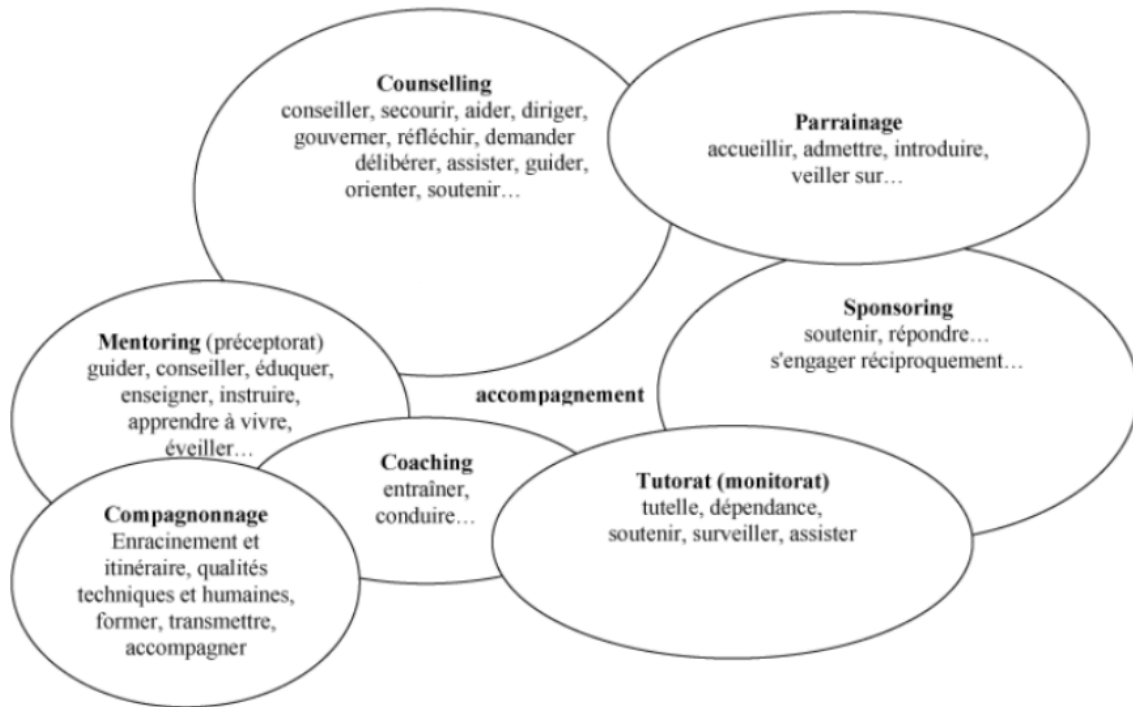 Counselling
conseiller, secourir, aider, diriger,
gouverner, réfléchir, demander
délibérer, assister, guider,
orienter, soutenir…
Parrainage
accueillir, admettre, introduire,
veiller sur…
Sponsoring
soutenir, répondre…
s'engager réciproquement…
Mentoring (préceptorat)
guider, conseiller, éduquer,
enseigner, instruire,
apprendre à vivre,
éveiller…
accompagnement
Coaching
entraîner,
conduire…
Tutorat (monitorat)
tutelle, dépendance,
soutenir, surveiller, assister
Compagnonnage
Enracinement et
itinéraire, qualités
techniques et humaines,
former, transmettre,
accompagner